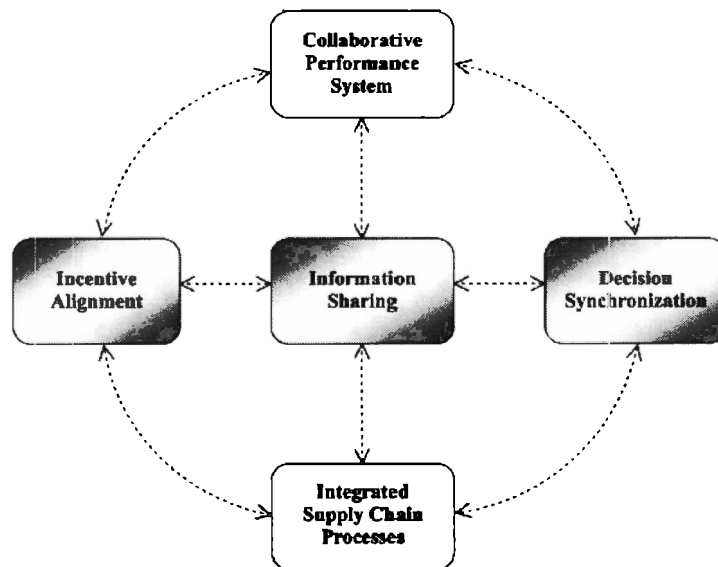 Collaborative
Performance
System
Incentive
Alignment
Information
Sharing
Decision
Synchronization
Integrated
Supply Chain
Processes